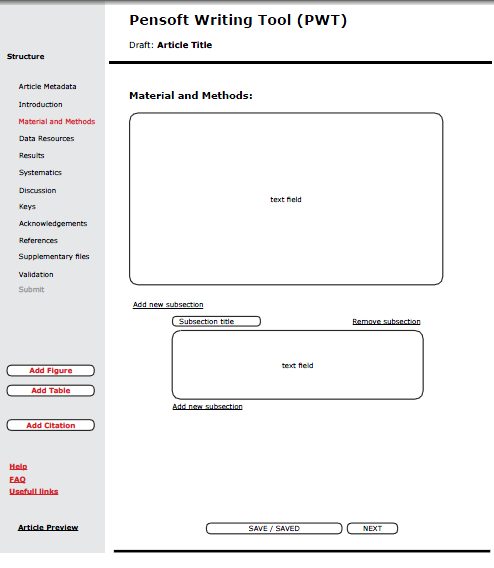 Pensoft Writing Tool (PWT)
Draft: Article Title
Structure
Article Metadata
Introduction
Material and Methods
Data Resources
Results
Systematics
Discussion
Keys
Acknowledgements
References
Supplementary files
Validation
Submit
Add Figure
Add Table
Add Citation
Help
FAQ
Usefull links
Article Preview
Material and Methods:
text field
Add new subsection
Subsection title
Remove subsection
text field
Add new subsection
SAVE / SAVED
NEXT